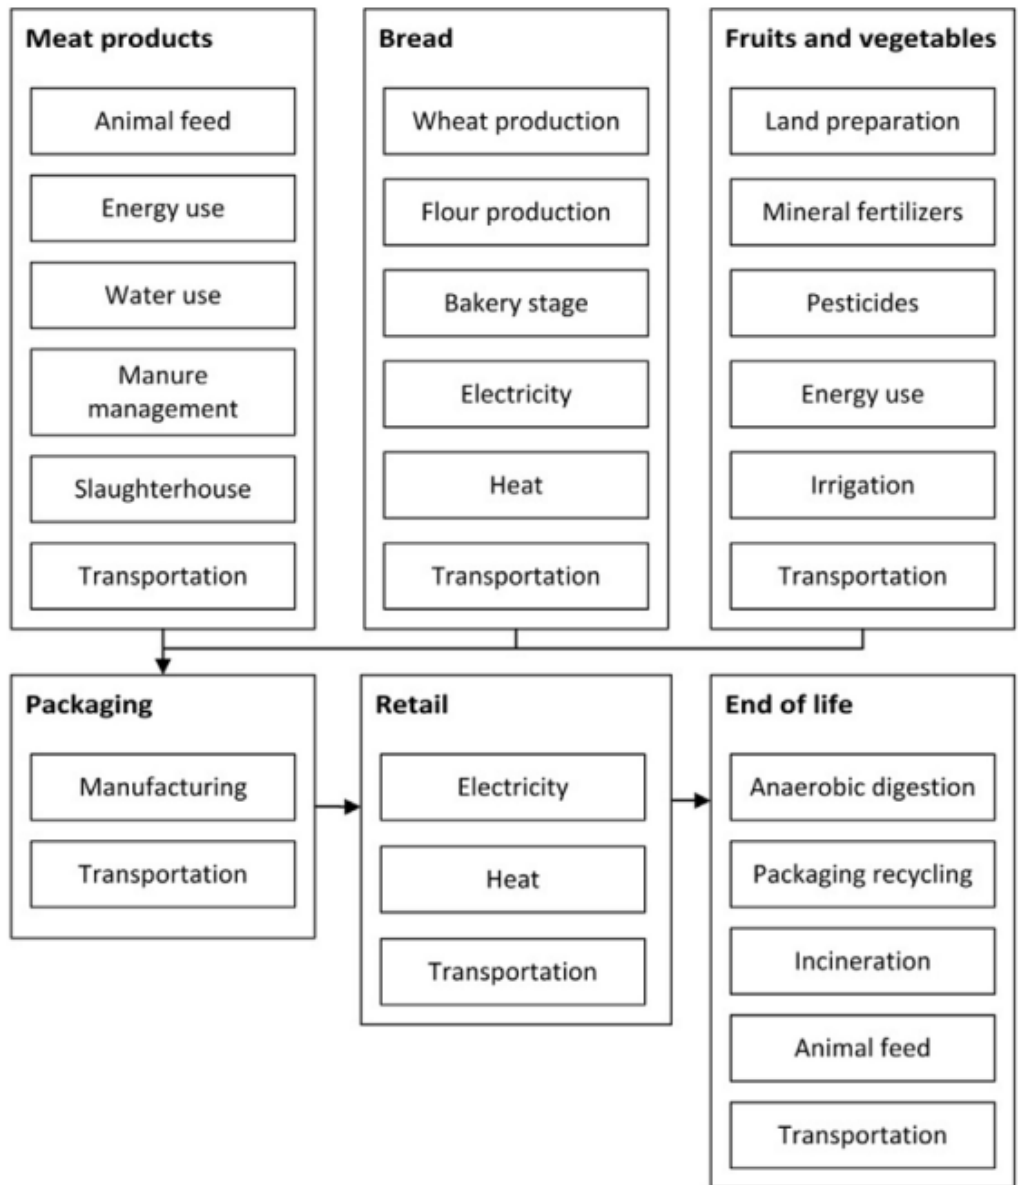 Meat products
Animal feed
Energy use
Water use
Manure
management
Slaughterhouse
Transportation
Bread
Wheat production
Flour production
Bakery stage
Electricity
Heat
Transportation
Fruits and vegetables
Land preparation
Mineral fertilizers
Pesticides
Energy use
Irrigation
Transportation
Packaging
Manufacturing
Transportation
Retail
Electricity
Heat
Transportation
End of life
Anaerobic digestion
Packaging recycling
Incineration
Animal feed
Transportation